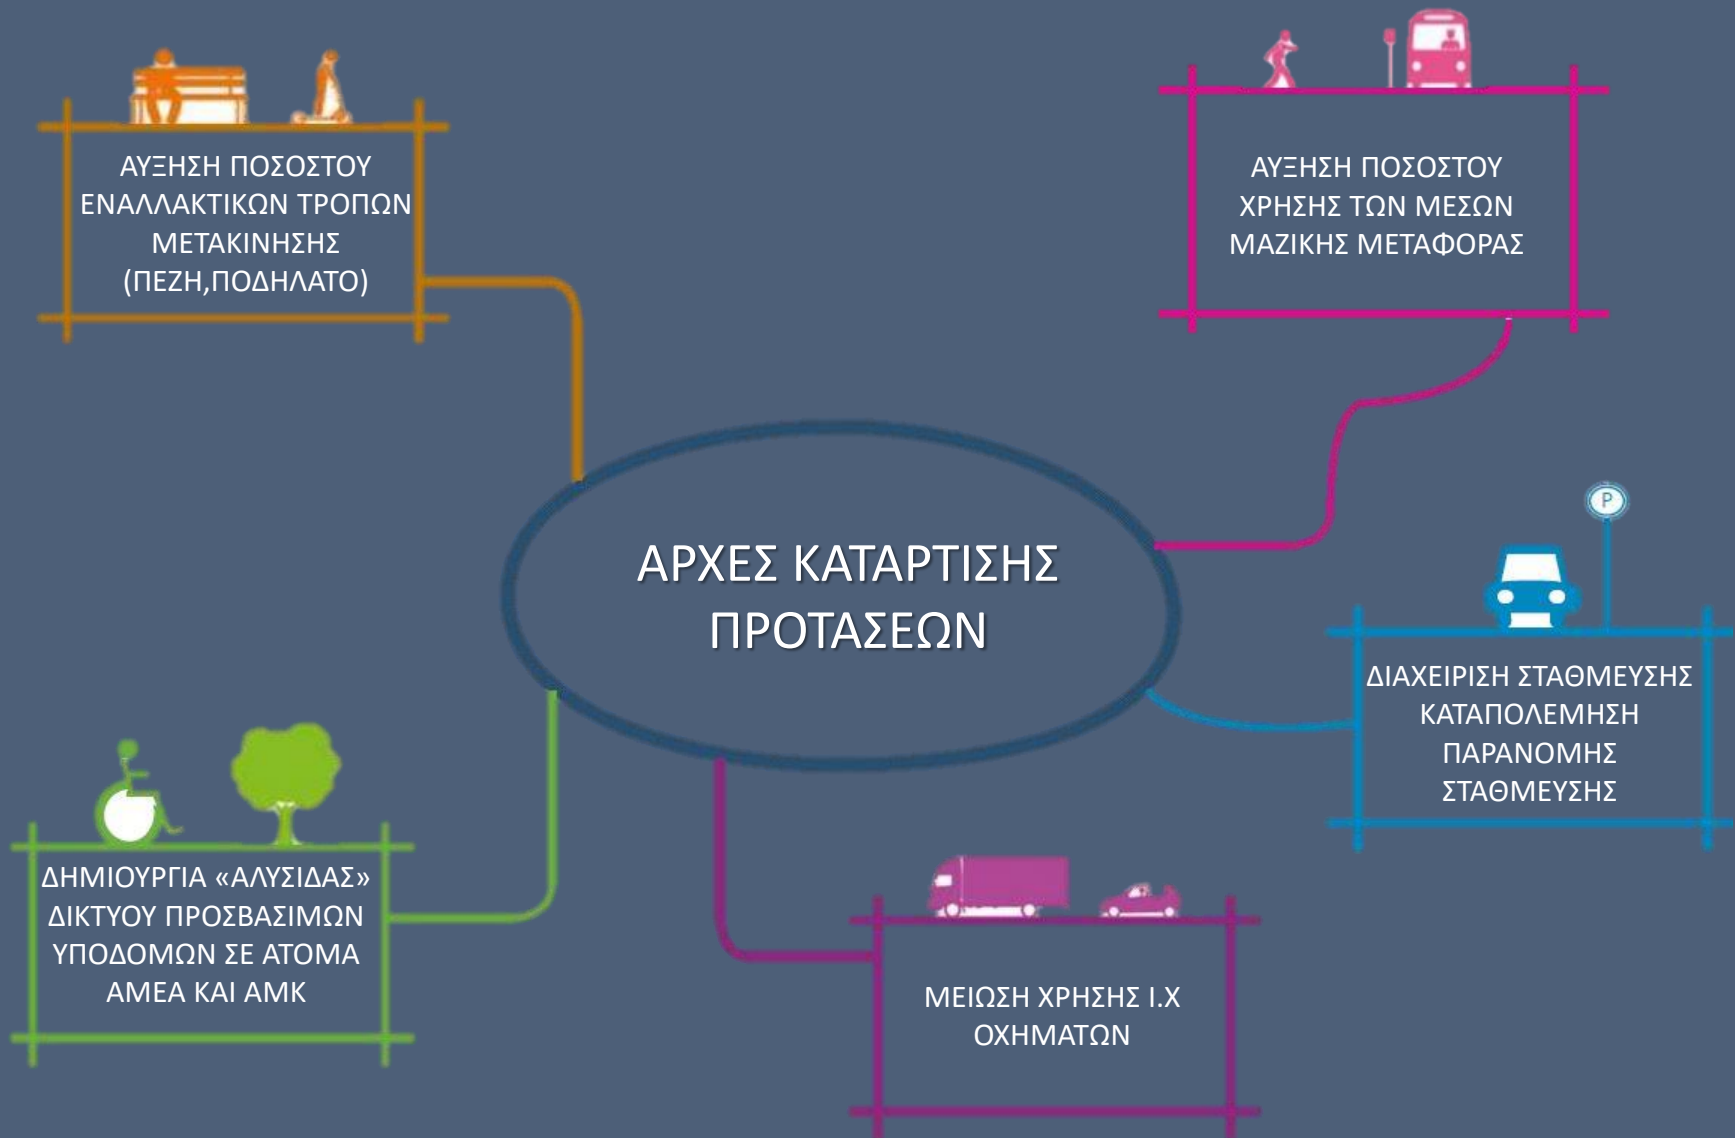 ΑΥΞΗΣΗ ΠΟΣΟΣΤΟΥ
ΕΝΑΛΛΑΚΤΙΚΩΝ ΤΡΟΠΩΝ
ΜΕΤΑΚΙΝΗΣΗΣ
(ΠΕΖΗ,ΠΟΔΗΛΑΤΟ)
ΑΥΞΗΣΗ ΠΟΣΟΣΤΟΥ
ΧΡΗΣΗΣ ΤΩΝ ΜΕΣΩΝ
ΜΑΖΙΚΗΣ ΜΕΤΑΦΟΡΑΣ
ΑΡΧΕΣ ΚΑΤΑΡΤΙΣΗΣ
ΠΡΟΤΑΣΕΩΝ
P
ΔΙΑΧΕΙΡΙΣΗ ΣΤΑΘΜΕΥΣΗΣ
ΚΑΤΑΠΟΛΕΜΗΣΗ
ΠΑΡΑΝΟΜΗΣ
ΣΤΑΘΜΕΥΣΗΣ
ΔΗΜΙΟΥΡΓΙΑ «ΑΛΥΣΙΔΑΣ»
ΔΙΚΤΥΟΥ ΠΡΟΣΒΑΣΙΜΩΝ
ΥΠΟΔΟΜΩΝ ΣΕ ΑΤΟΜΑ
ΑΜΕΑ ΚΑΙ ΑΜΚ
ΜΕΙΩΣΗ ΧΡΗΣΗΣ Ι.Χ
ΟΧΗΜΑΤΩΝ